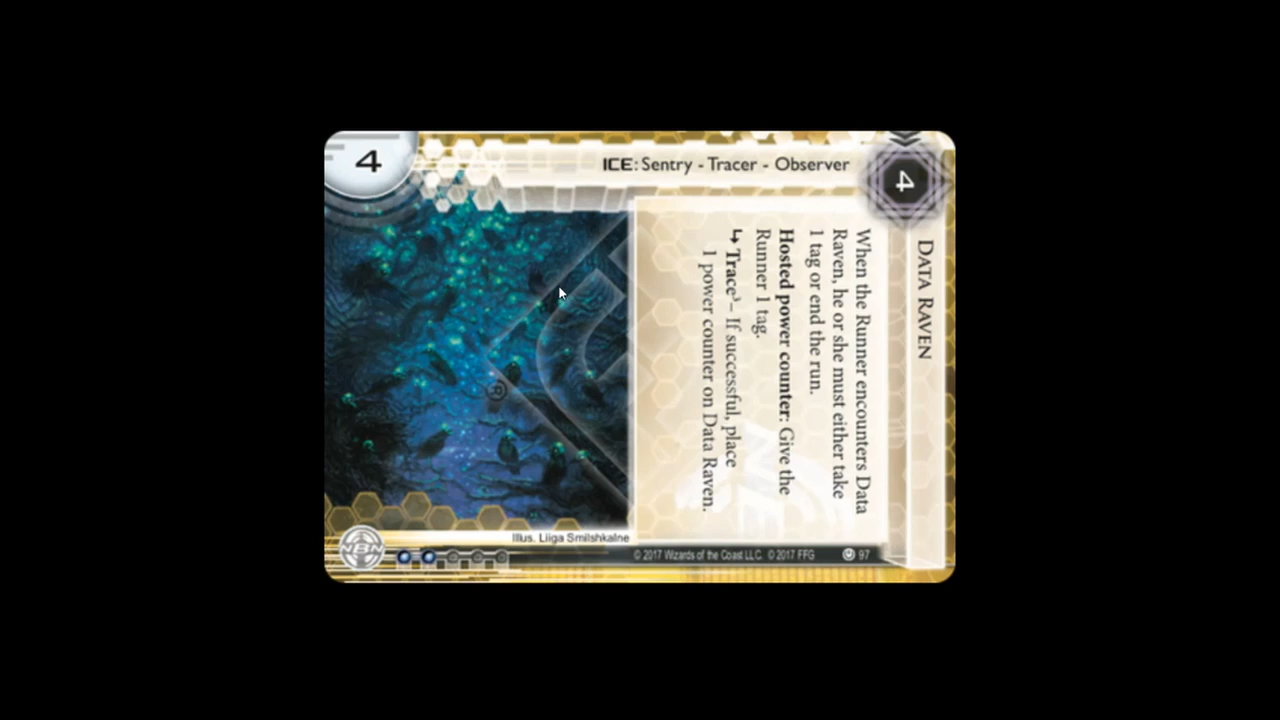 4
ICE: Sentry - Tracer - Observer
4
DATA RAVEN
When the Runner encounters Data
Raven, he or she must either take
1 tag or end the run.
Hosted power counter: Give the
Runner 1 tag.
↳ Trace³– If successful, place
1 power counter on Data Raven.
Illus. Liiga Smilshkalne
NBN
© 2017 Wizards of the Coast LLC. © 2017 FFG
97